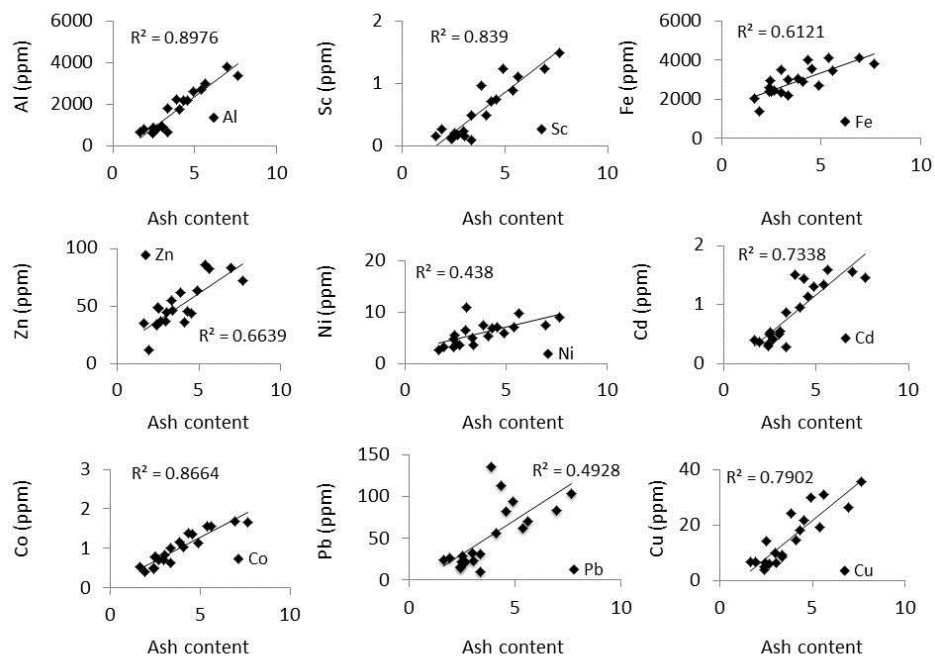 Al (ppm)
6000
4000
2000
0
R² = 0.8976
Al
0 5 10
Ash content
Sc (ppm)
2
1
0
R² = 0.839
Sc
0 5 10
Ash content
Fe (ppm)
6000
4000
2000
0
R² = 0.6121
Fe
0 5 10
Ash content
Zn (ppm)
100
50
0
Zn
R² = 0.6639
0 5 10
Ash content
Ni (ppm)
20
10
0
R² = 0.438
Ni
0 5 10
Ash content
Cd (ppm)
2
1
0
R² = 0.7338
Cd
0 5 10
Ash content
Co (ppm)
3
2
1
0
R² = 0.8664
Co
0 5 10
Ash content
Pb (ppm)
150
100
50
0
R² = 0.4928
Pb
0 5 10
Ash content
Cu (ppm)
40
20
0
R² = 0.7902
Cu
0 5 10
Ash content